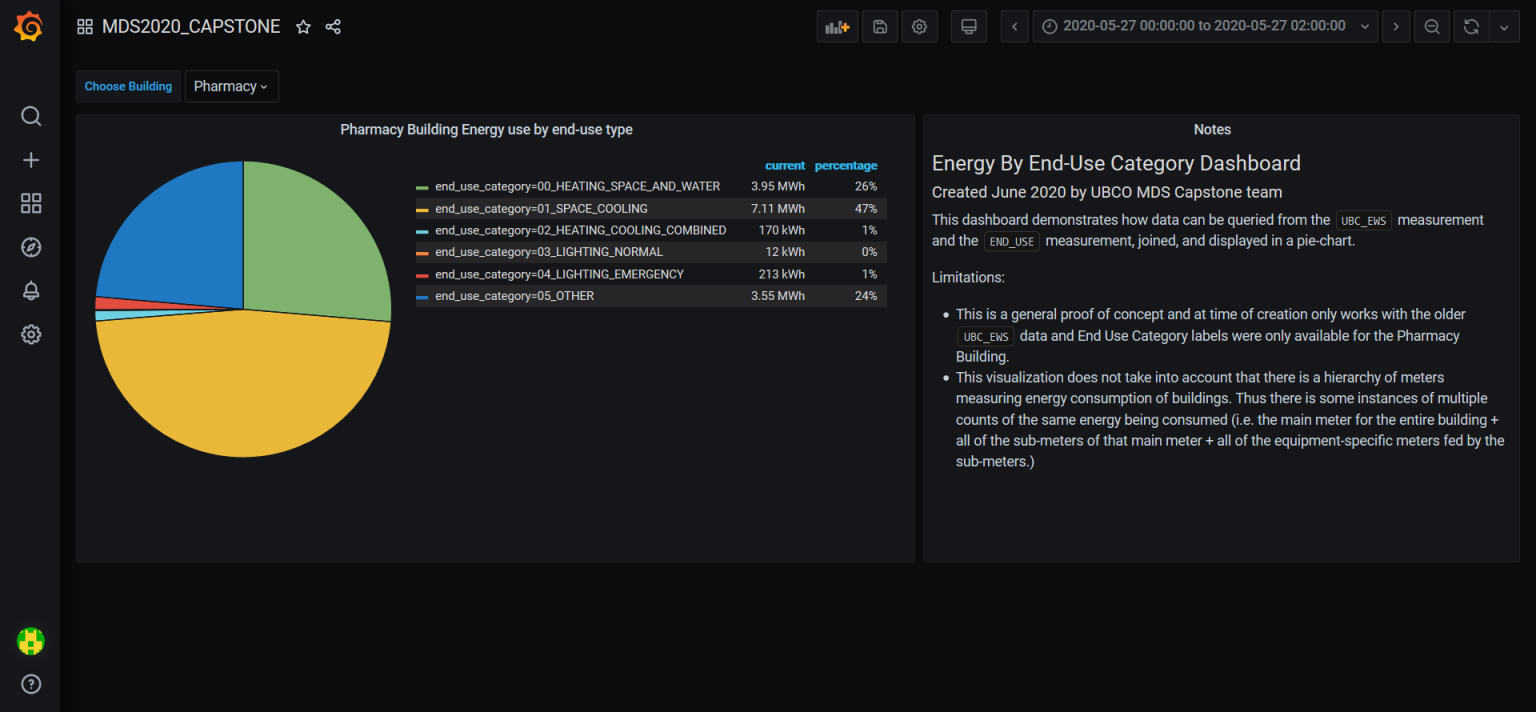 MDS2020_CAPSTONE
2020-05-27 00:00:00 to 2020-05-27 02:00:00
Choose Building
Pharmacy
Pharmacy Building Energy use by end-use type
current percentage
end_use_category=00_HEATING_SPACE_AND_WATER 3.95 MWh 26%
end_use_category=01_SPACE_COOLING 7.11 MWh 47%
end_use_category=02_HEATING_COOLING_COMBINED 170 kWh 1%
end_use_category=03_LIGHTING_NORMAL 12 kWh 0%
end_use_category=04_LIGHTING_EMERGENCY 213 kWh 1%
end_use_category=05_OTHER 3.55 MWh 24%
Notes
Energy By End-Use Category Dashboard
Created June 2020 by UBCO MDS Capstone team
This dashboard demonstrates how data can be queried from the UBC_EWS measurement
and the END_USE measurement, joined, and displayed in a pie-chart.
Limitations:
• This is a general proof of concept and at time of creation only works with the older
UBC_EWS data and End Use Category labels were only available for the Pharmacy
Building.
• This visualization does not take into account that there is a hierarchy of meters
measuring energy consumption of buildings. Thus there is some instances of multiple
counts of the same energy being consumed (i.e. the main meter for the entire building +
all of the sub-meters of that main meter + all of the equipment-specific meters fed by the
sub-meters.)